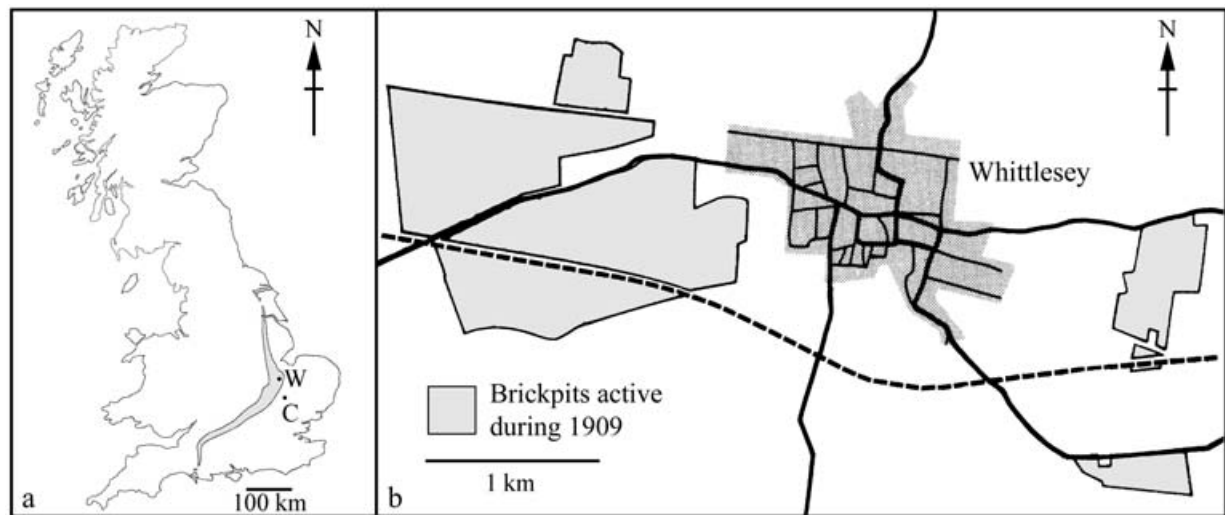 N
W
C
100 km
a
N
Whittlesey
Brickpits active
during 1909
1 km
b